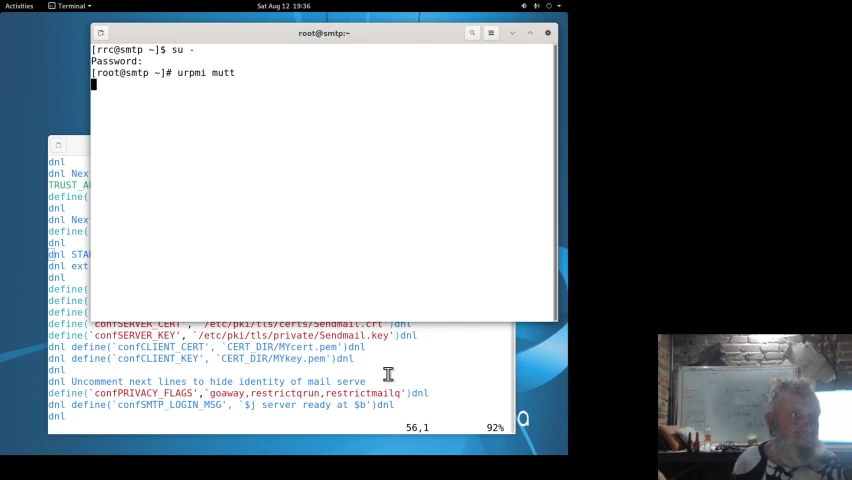 Activities Terminal Sat Aug 12 19:36
root@smtp:~
[rrc@smtp ~]$ su -
Password:
[root@smtp ~]# urpmi mutt
dnl
dnl Nex
TRUST_AU
define(
dnl
dnl Nex
define(
dnl
dnl STA
dnl ext
dnl
define(
define(
define(
define(`confSERVER_CERT', `/etc/pki/tls/certs/Sendmail.crt')dnl
define(`confSERVER_KEY', `/etc/pki/tls/private/Sendmail.key')dnl
dnl define(`confCLIENT_CERT', `CERT_DIR/MYcert.pem')dnl
dnl define(`confCLIENT_KEY', `CERT_DIR/MYkey.pem')dnl
dnl
dnl Uncomment next lines to hide identity of mail serve
define(`confPRIVACY_FLAGS',`goaway,restrictqrun,restrictmailq')dnl
dnl define(`confSMTP_LOGIN_MSG', `$j server ready at $b')dnl
dnl
56,1 92%